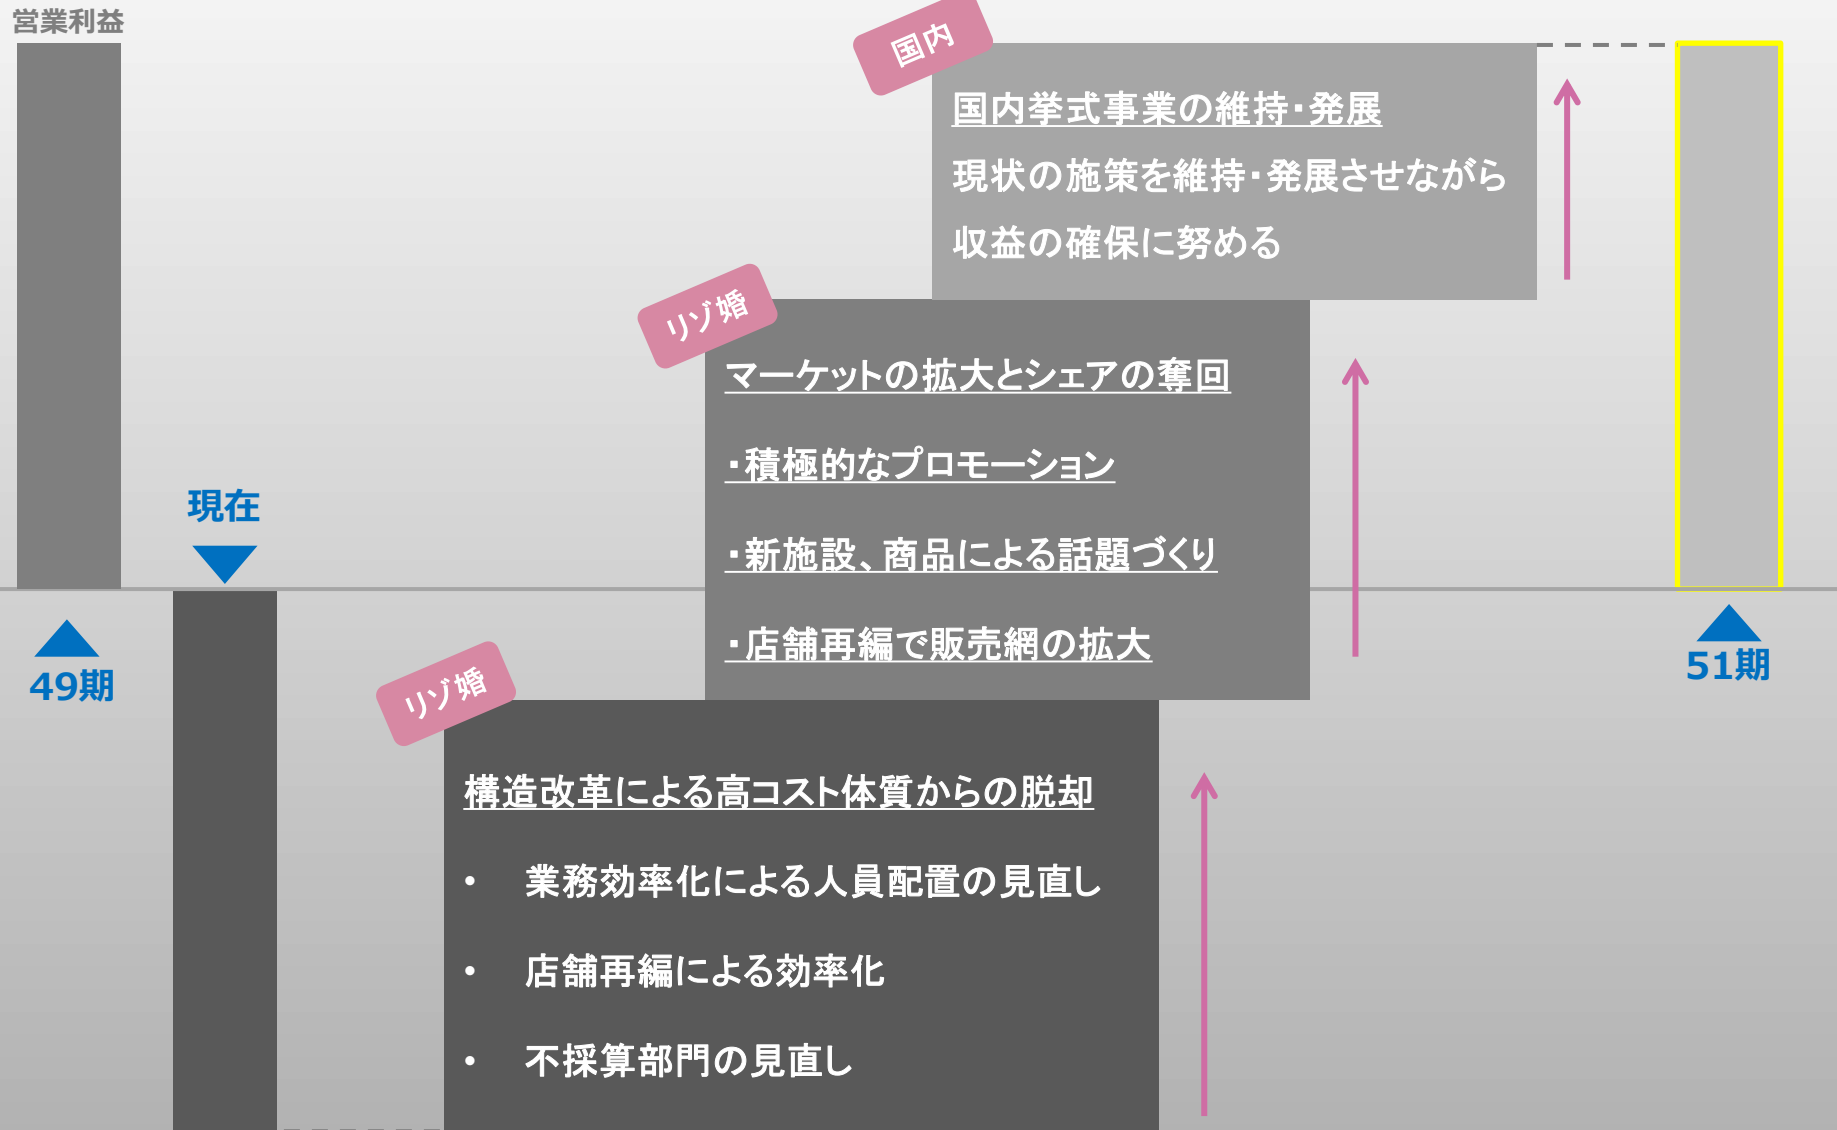 営業利益
国内
国内挙式事業の維持・発展
現状の施策を維持・発展させながら
収益の確保に努める
リゾ婚
マーケットの拡大とシェアの奪回
・積極的なプロモーション
・新施設、商品による話題づくり
・店舗再編で販売網の拡大
現在
49期
51期
リゾ婚
構造改革による高コスト体質からの脱却
• 業務効率化による人員配置の見直し
• 店舗再編による効率化
• 不採算部門の見直し